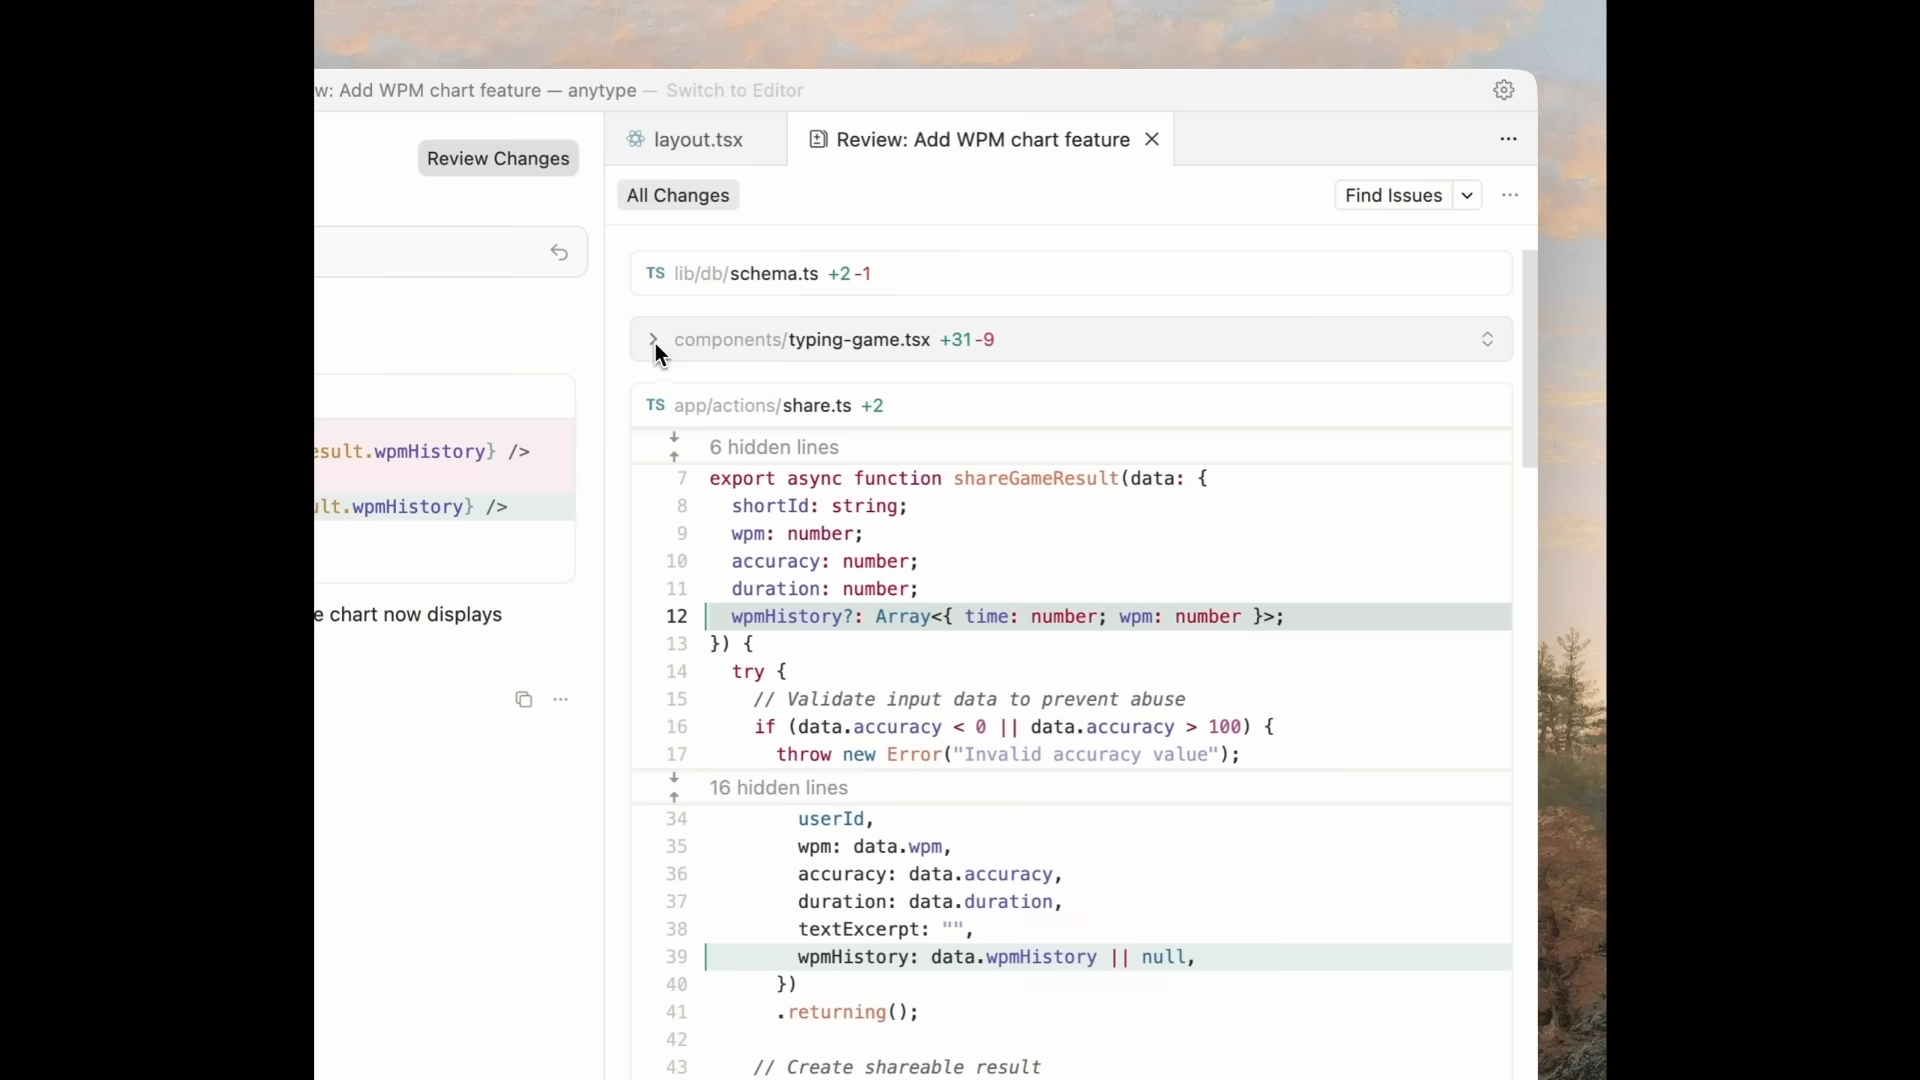 w: Add WPM chart feature — anytype — Switch to Editor
Review Changes
esult.wpmHistory} />
ult.wpmHistory} />
e chart now displays
layout.tsx
Review: Add WPM chart feature
All Changes
Find Issues
TS lib/db/schema.ts +2 -1
components/typing-game.tsx +31 -9
TS app/actions/share.ts +2
6 hidden lines
7 export async function shareGameResult(data: {
8 shortId: string;
9 wpm: number;
10 accuracy: number;
11 duration: number;
12 wpmHistory?: Array<{ time: number; wpm: number }>;
13 }) {
14 try {
15 // Validate input data to prevent abuse
16 if (data.accuracy < 0 || data.accuracy > 100) {
17 throw new Error("Invalid accuracy value");
16 hidden lines
34 userId,
35 wpm: data.wpm,
36 accuracy: data.accuracy,
37 duration: data.duration,
38 textExcerpt: "",
39 wpmHistory: data.wpmHistory || null,
40 })
41 .returning();
42
43 // Create shareable result